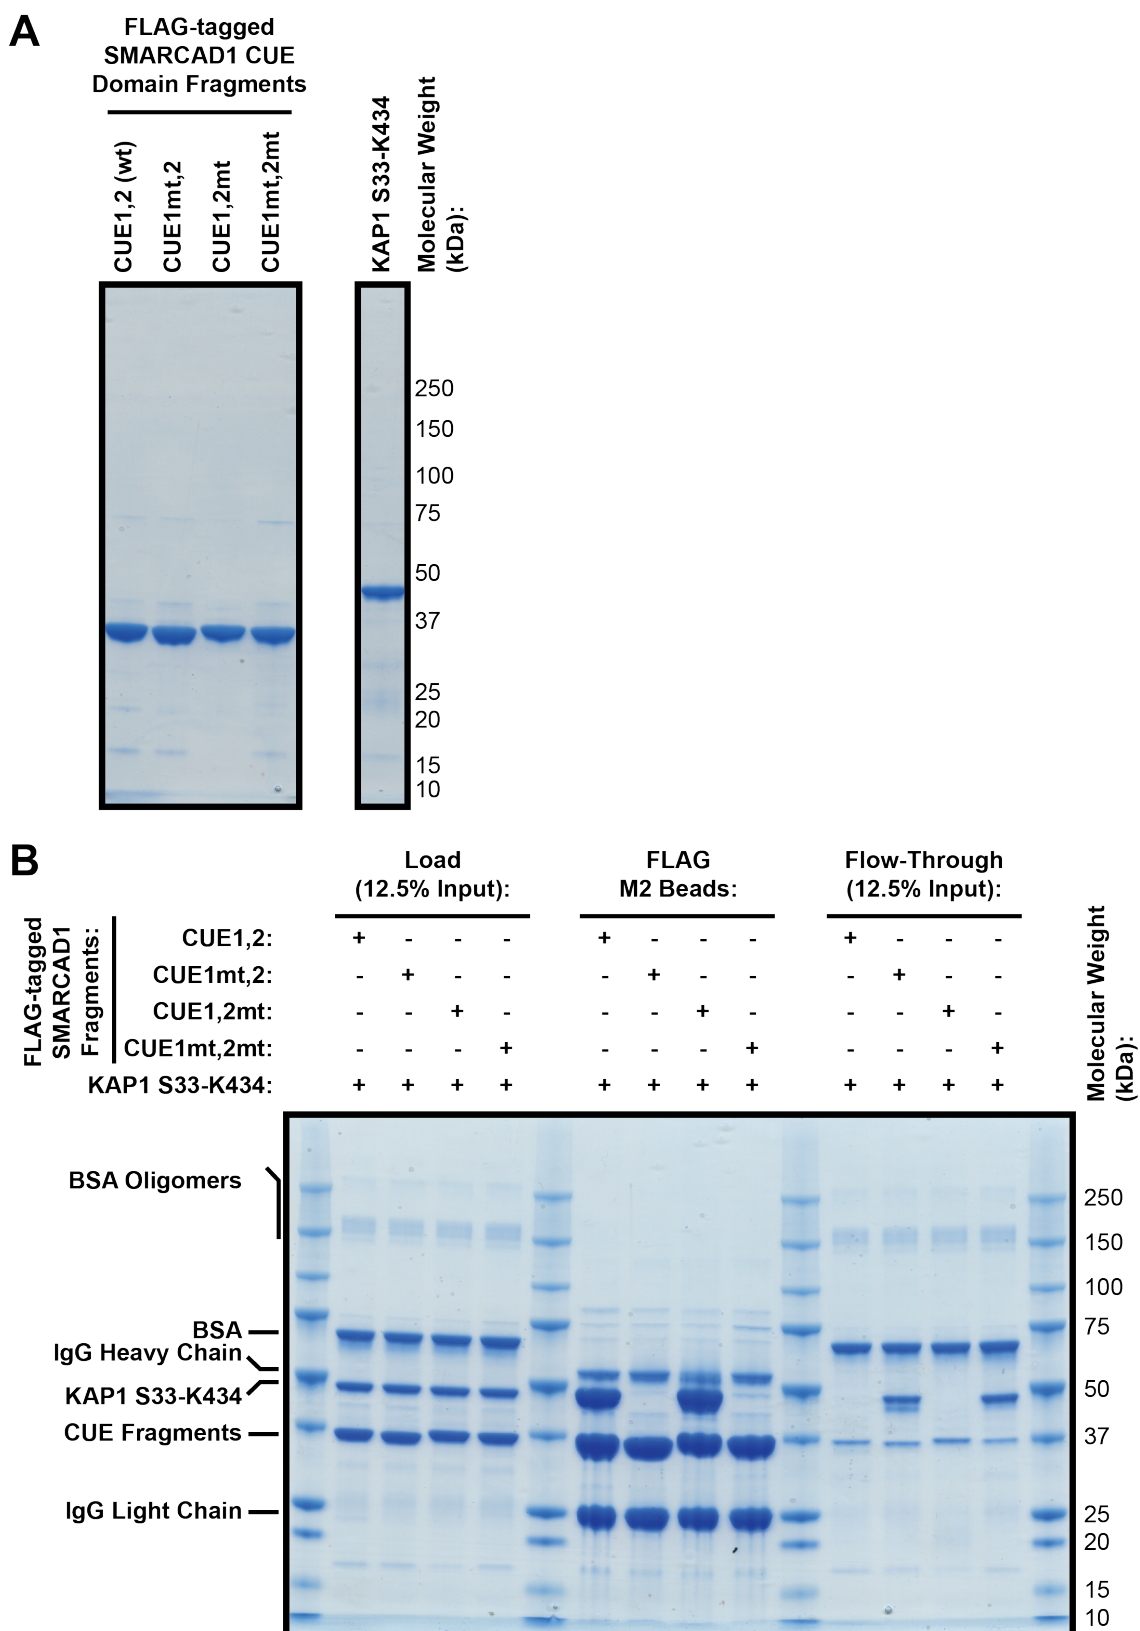 A
FLAG-tagged
SMARCAD1 CUE
Domain Fragments
CUE1,2 (wt)
CUE1mt,2
CUE1,2mt
CUE1mt,2mt
KAP1 S33-K434
Molecular Weight
(kDa):
250
150
100
75
50
37
25
20
15
10
B
Load
(12.5% Input):
FLAG
M2 Beads:
Flow-Through
(12.5% Input):
FLAG-tagged
SMARCAD1
Fragments:
CUE1,2: + - - - + - - - + - - -
CUE1mt,2: - + - - - + - - - + - -
CUE1,2mt: - - + - - - + - - - + -
CUE1mt,2mt: - - - + - - - + - - - +
KAP1 S33-K434: + + + + + + + + + + + +
Molecular Weight
(kDa):
BSA Oligomers
BSA
IgG Heavy Chain
KAP1 S33-K434
CUE Fragments
IgG Light Chain
250
150
100
75
50
37
25
20
15
10